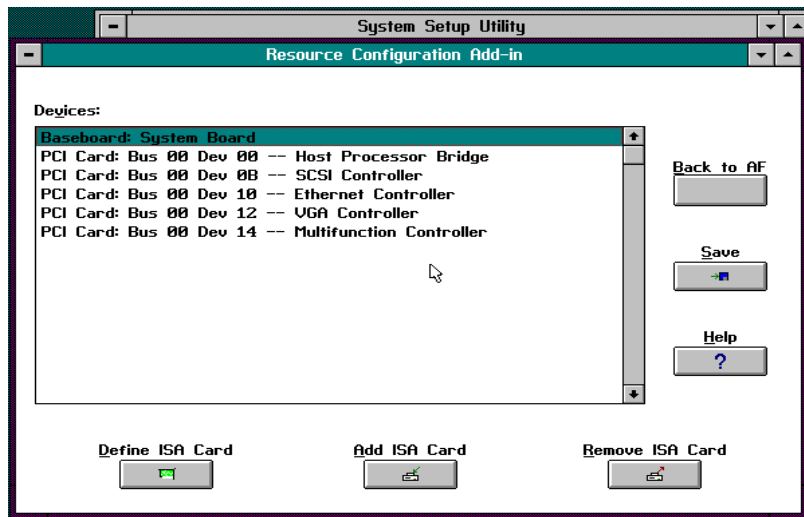 System Setup Utility
Resource Configuration Add-in
Devices:
Baseboard: System Board
PCI Card: Bus 00 Dev 00 -- Host Processor Bridge
PCI Card: Bus 00 Dev 0B -- SCSI Controller
PCI Card: Bus 00 Dev 10 -- Ethernet Controller
PCI Card: Bus 00 Dev 12 -- VGA Controller
PCI Card: Bus 00 Dev 14 -- Multifunction Controller
Back to AF
Save
Help
?
Define ISA Card
Add ISA Card
Remove ISA Card